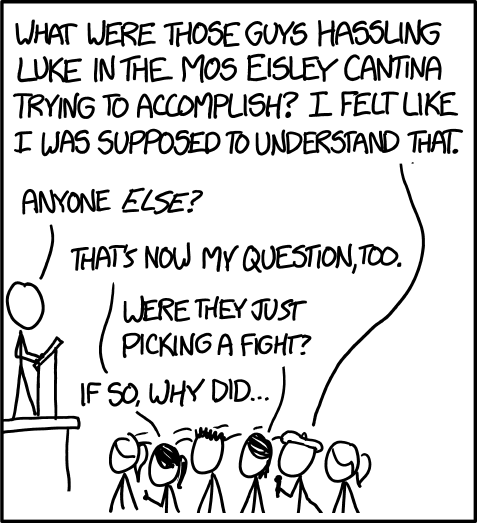 WHAT WERE THOSE GUYS HASSLING
LUKE IN THE MOS EISLEY CANTINA
TRYING TO ACCOMPLISH? I FELT LIKE
I WAS SUPPOSED TO UNDERSTAND THAT.
ANYONE ELSE?
THAT'S NOW MY QUESTION, TOO.
WERE THEY JUST
PICKING A FIGHT?
IF SO, WHY DID...